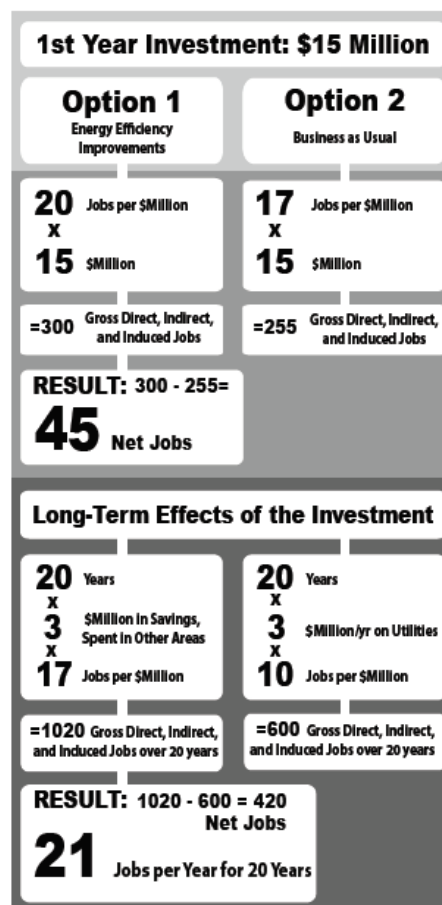 1st Year Investment: $15 Million
Option 1
Energy Efficiency
Improvements
20 Jobs per $Million
x
15 $Million
=300 Gross Direct, Indirect,
and Induced Jobs
Option 2
Business as Usual
17 Jobs per $Million
x
15 $Million
=255 Gross Direct, Indirect,
and Induced Jobs
RESULT: 300 - 255=
45 Net Jobs
Long-Term Effects of the Investment
20 Years
x
3 $Million in Savings,
Spent in Other Areas
x
17 Jobs per $Million
=1020 Gross Direct, Indirect,
and Induced Jobs over 20 years
20 Years
x
3 $Million/yr on Utilities
x
10 Jobs per $Million
=600 Gross Direct, Indirect,
and Induced Jobs over 20 years
RESULT: 1020 - 600 = 420
Net Jobs
21 Jobs per Year for 20 Years